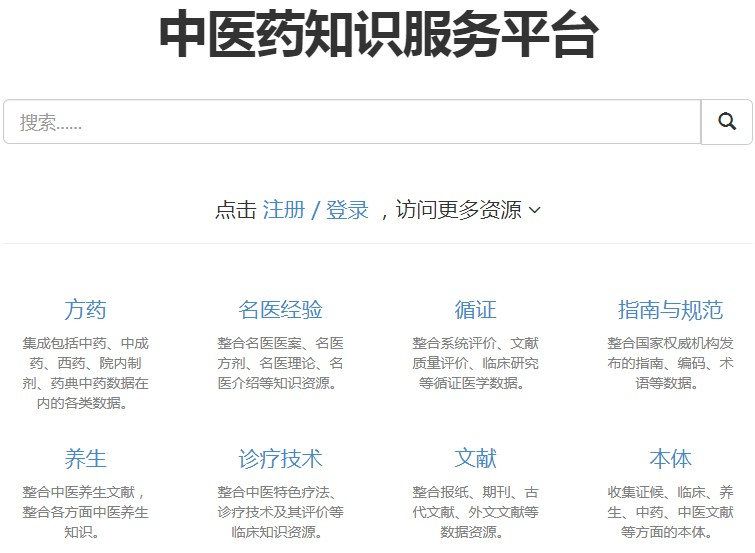 中医药知识服务平台
搜索......
点击 注册 / 登录 ，访问更多资源
方药
集成包括中药、中成
药、西药、院内制
剂、药典中药数据在
内的各类数据。
名医经验
整合名医医案、名医
方剂、名医理论、名
医介绍等知识资源。
循证
整合系统评价、文献
质量评价、临床研究
等循证医学数据。
指南与规范
整合国家权威机构发
布的指南、编码、术
语等数据。
养生
整合中医养生文献，
整合各方面中医养生
知识。
诊疗技术
整合中医特色疗法、
诊疗技术及其评价等
临床知识资源。
文献
整合报纸、期刊、古
代文献、外文文献等
数据资源。
本体
收集证候、临床、养
生、中药、中医文献
等方面的本体。